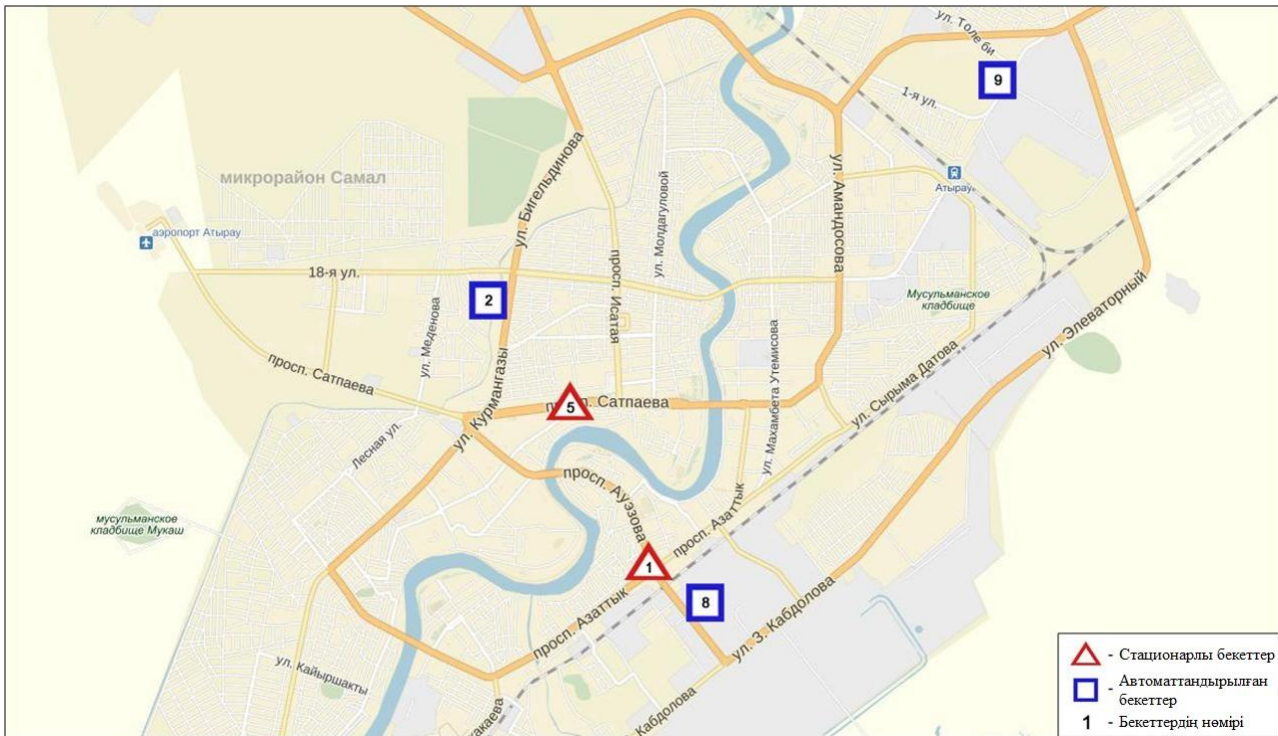 ул. Толе би
9
1-я ул.
Атырау
микрорайон Самал
ул. Бигельдинова
ул. Молдагуловой
ул. Амандосова
аэропорт Атырау
18-я ул.
2
просп. Исатая
Мусульманское
кладбище
ул. Элеваторный
ул. Меденова
просп. Сатпаева
ул. Курмангазы
ул. Махамбета Утемисова
ул. Сырыма Датова
5
Сатпаева
Лесная ул.
просп. Ауэзова
мусульманское
кладбище Мукаш
просп. Азаттык
1
8
просп. Азаттык
ул. З. Кабдолова
ул. Кайыршакты
Кабдолова
- Стационарлы бекеттер
- Автоматтандырылған
бекеттер
1 - Бекеттердің нөмірі